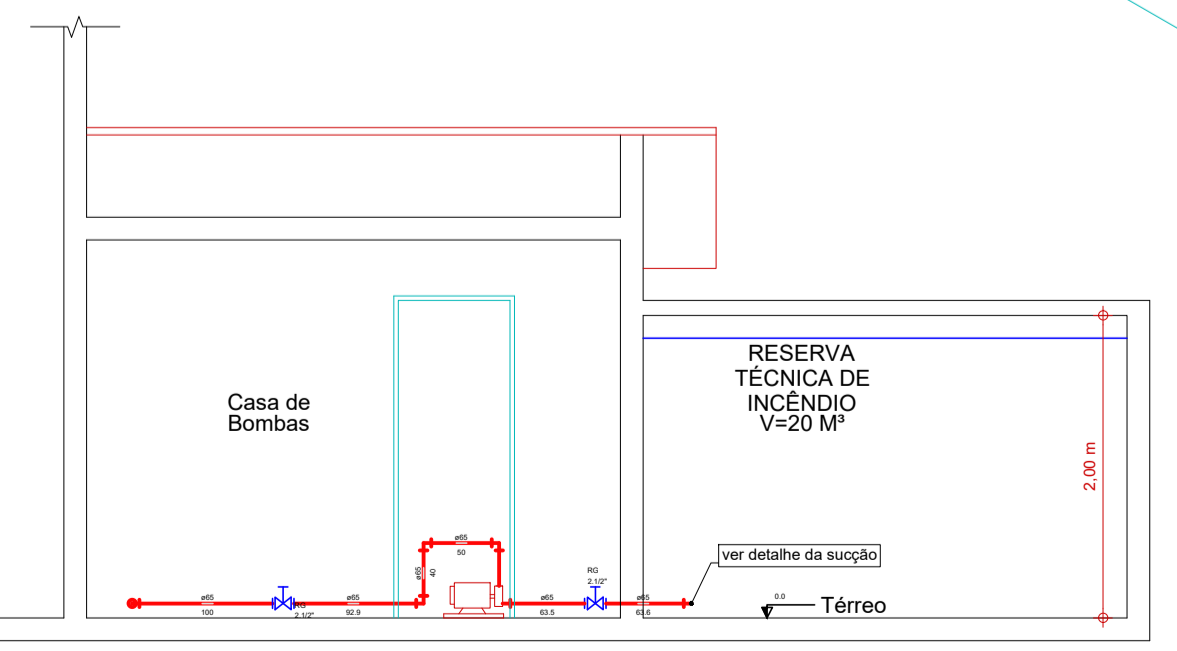 RESERVA
TÉCNICA DE
INCÊNDIO
V=20 M³
Casa de
Bombas
2,00 m
ø65
50
ø65
40
ver detalhe da sucção
RG
2.1/2"
ø65
100
RG
2.1/2"
ø65
92.9
ø65
63.5
ø65
63.6
0.0
Térreo